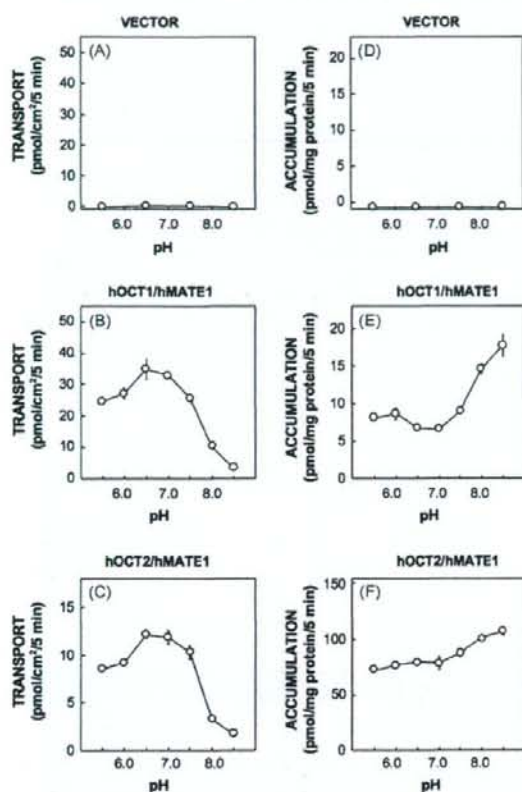 VECTOR
(A)
TRANSPORT
(pmol/cm²/5 min)
50
40
30
20
10
0
6.0 7.0 8.0
pH
VECTOR
(D)
ACCUMULATION
(pmol/mg protein/5 min)
20
15
10
5
0
6.0 7.0 8.0
pH
hOCT1/hMATE1
(B)
TRANSPORT
(pmol/cm²/5 min)
50
40
30
20
10
0
6.0 7.0 8.0
pH
hOCT1/hMATE1
(E)
ACCUMULATION
(pmol/mg protein/5 min)
20
15
10
5
0
6.0 7.0 8.0
pH
hOCT2/hMATE1
(C)
TRANSPORT
(pmol/cm²/5 min)
15
10
5
0
6.0 7.0 8.0
pH
hOCT2/hMATE1
(F)
ACCUMULATION
(pmol/mg protein/5 min)
150
100
50
0
6.0 7.0 8.0
pH